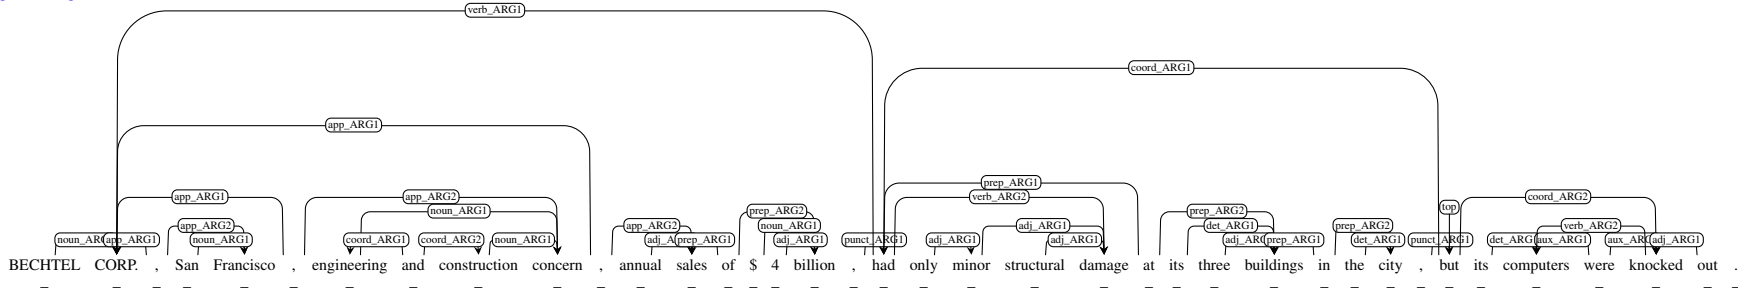 verb_ARG1
coord_ARG1
app_ARG1
prep_ARG1
app_ARG1 app_ARG2 verb_ARG2 coord_ARG2
noun_ARG1 prep_ARG2 prep_ARG2 top
app_ARG2 app_ARG2 noun_ARG1 adj_ARG1 det_ARG1 prep_ARG2 verb_ARG2
app_ARG1 noun_ARG1 coord_ARG1 coord_ARG2 noun_ARG1 prep_ARG1 adj_ARG1 punct_ARG1 adj_ARG1 adj_ARG1 prep_ARG1 det_ARG1 punct_ARG1 aux_ARG1 adj_ARG1
BECHTEL CORP. , San Francisco , engineering and construction concern , annual sales of $ 4 billion , had only minor structural damage at its three buildings in the city , but its computers were knocked out .
_ _ _ _ _ _ _ _ _ _ _ _ _ _ _ _ _ _ _ _ _ _ _ _ _ _ _ _ _ _ _ _ _ _ _ _ _ _